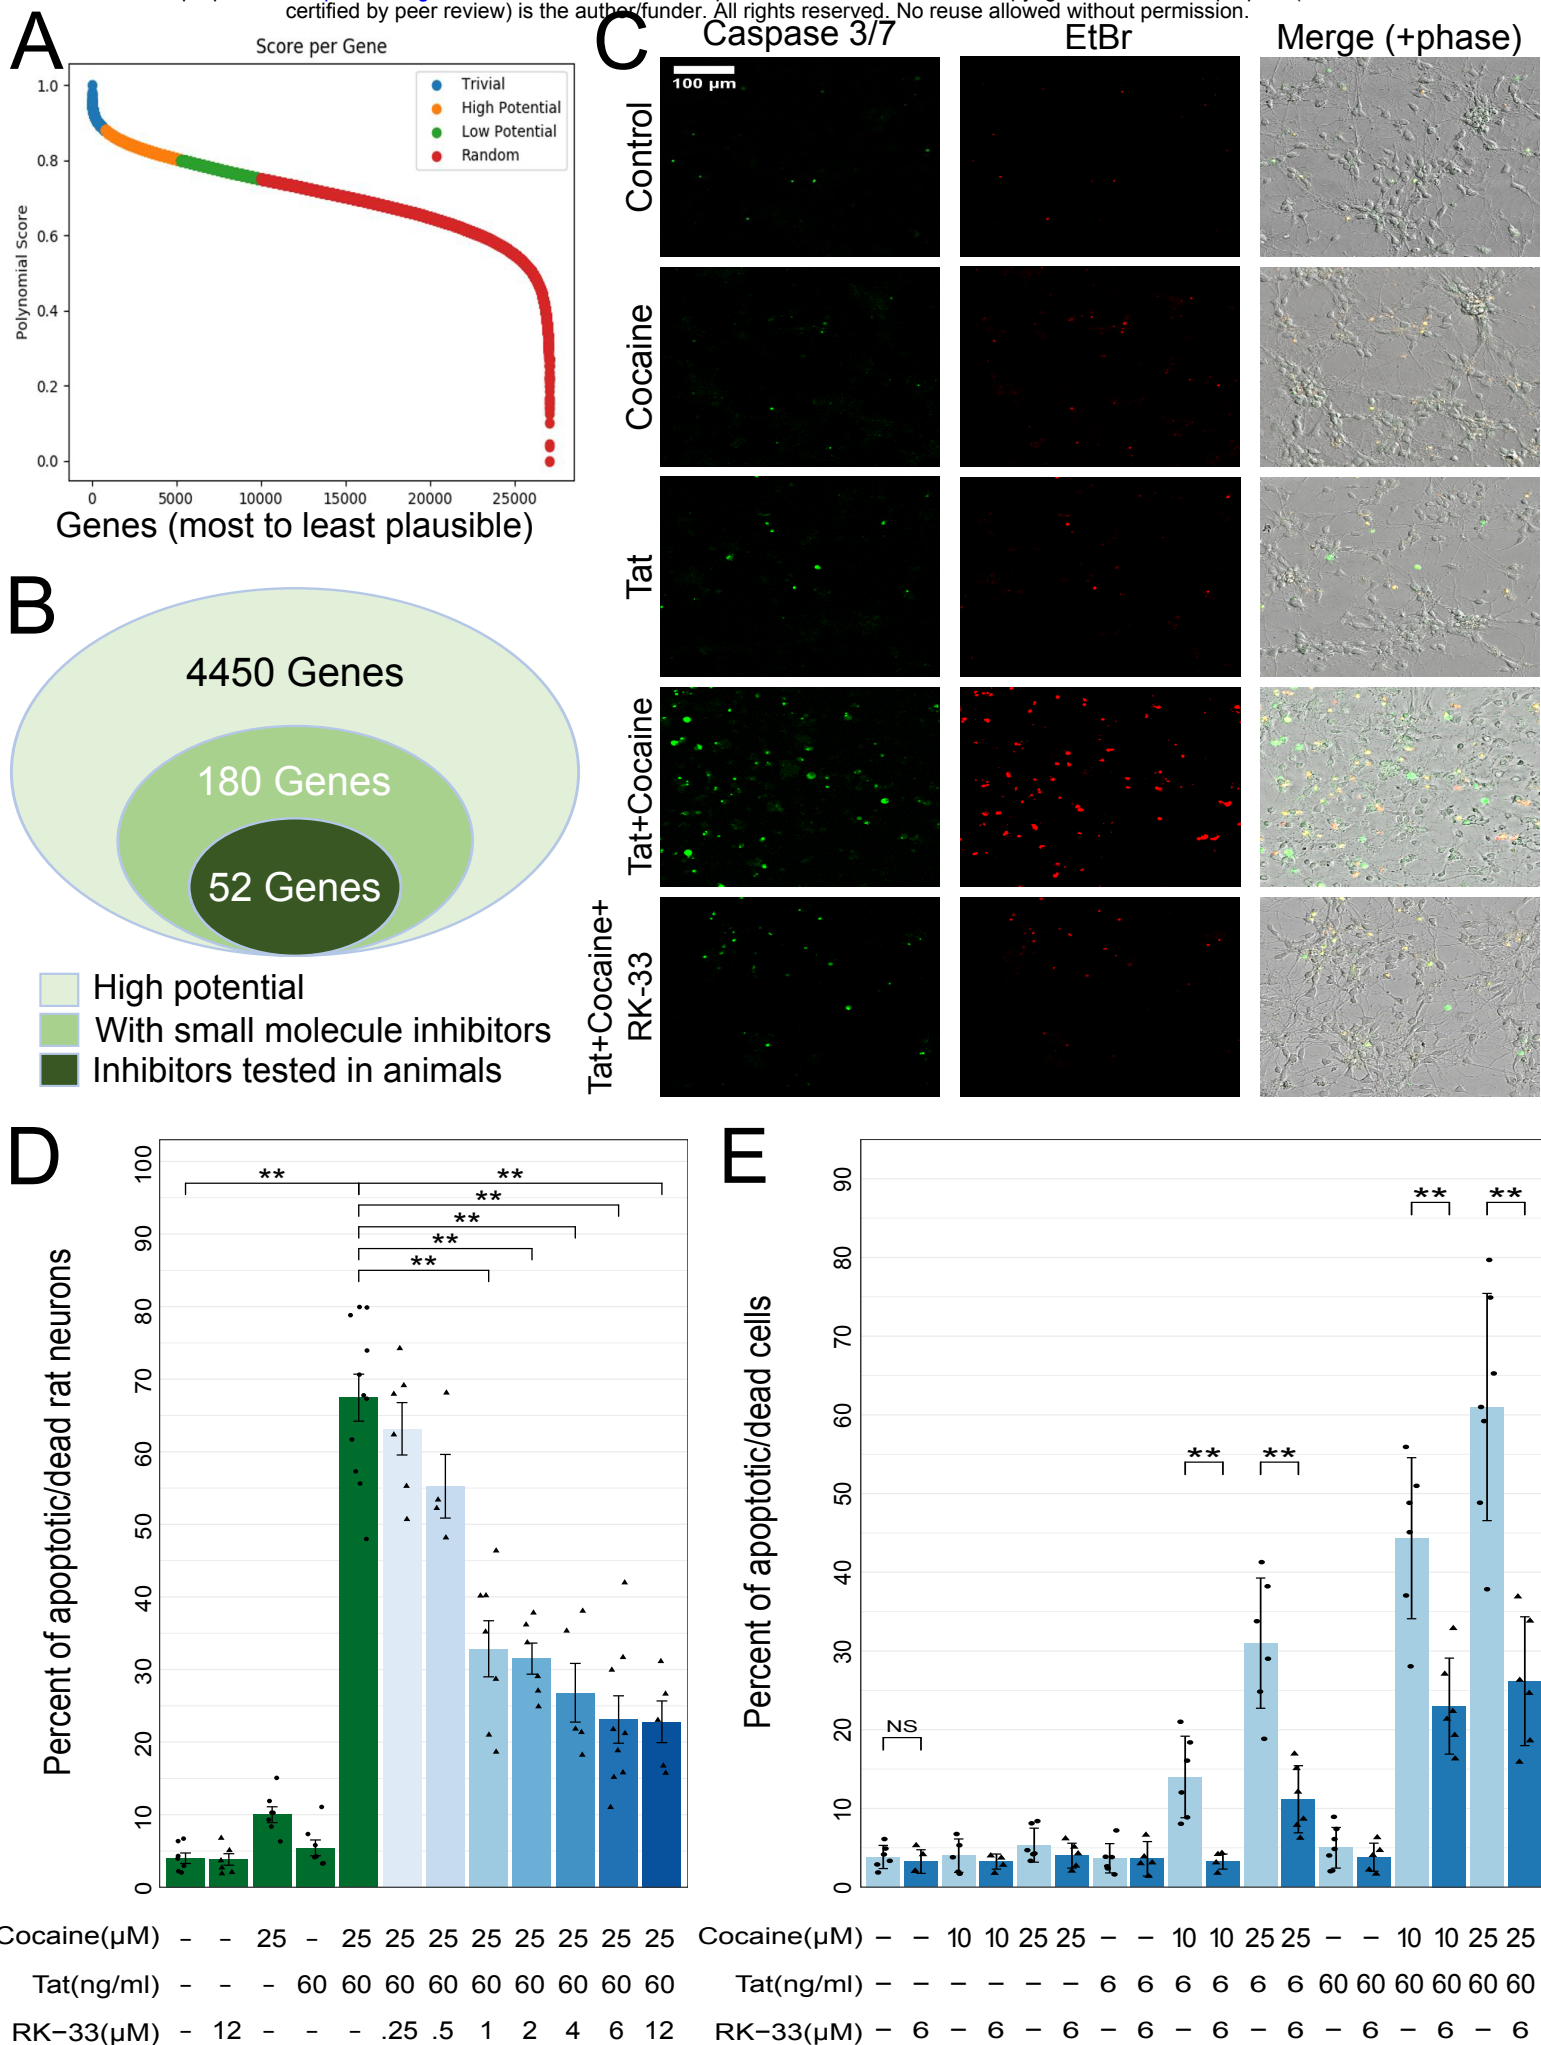 certified by peer review) is the author/funder. All rights reserved. No reuse allowed without permission.
A
Score per Gene
Trivial
High Potential
Low Potential
Random
Polynomial Score
1.0
0.8
0.6
0.4
0.2
0.0
0 5000 10000 15000 20000 25000
Genes (most to least plausible)
B
4450 Genes
180 Genes
52 Genes
High potential
With small molecule inhibitors
Inhibitors tested in animals
C
Caspase 3/7 EtBr Merge (+phase)
100 µm
Control
Cocaine
Tat
Tat+Cocaine
Tat+Cocaine+
RK-33
D
Percent of apoptotic/dead rat neurons
100
90
80
70
60
50
40
30
20
10
0
** **
**
**
**
**
Cocaine(µM) – – 25 – 25 25 25 25 25 25 25 25
Tat(ng/ml) – – – 60 60 60 60 60 60 60 60 60
RK−33(µM) – 12 – – – .25 .5 1 2 4 6 12
E
Percent of apoptotic/dead cells
90
80
70
60
50
40
30
20
10
0
NS ** ** ** **
Cocaine(µM) – – 10 10 25 25 – – 10 10 25 25 – – 10 10 25 25
Tat(ng/ml) – – – – – – 6 6 6 6 6 6 60 60 60 60 60 60
RK−33(µM) – 6 – 6 – 6 – 6 – 6 – 6 – 6 – 6 – 6